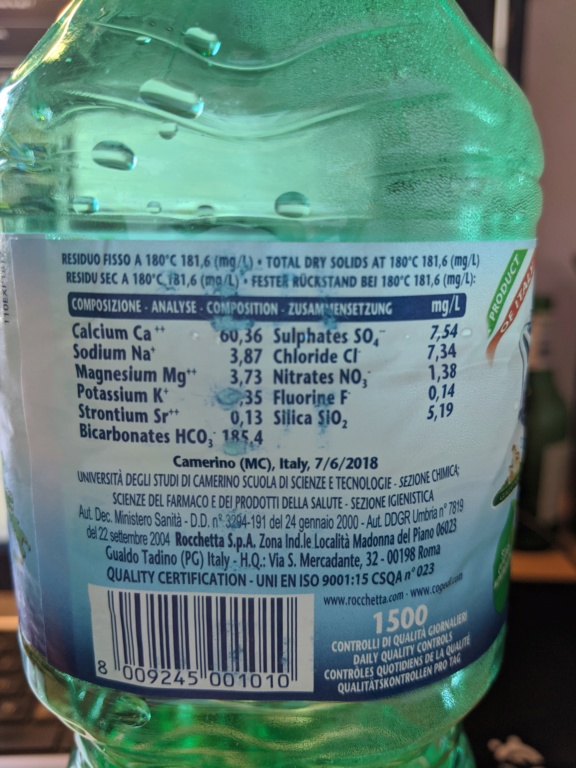 RESIDUO FISSO A 180°C 181,6 (mg/L) • TOTAL DRY SOLIDS AT 180°C 181,6 (mg/L)
RESIDU SEC A 180°C 181,6 (mg/L) • FESTER RÜCKSTAND BEI 180°C 181,6 (mg/L):
COMPOSIZIONE - ANALYSE - COMPOSITION - ZUSAMMENSETZUNG mg/L
Calcium Ca++ 60,36 Sulphates SO4- 7,54
Sodium Na+ 3,87 Chloride Cl- 7,34
Magnesium Mg++ 3,73 Nitrates NO3- 1,38
Potassium K+ ,35 Fluorine F- 0,14
Strontium Sr++ 0,13 Silica SiO2 5,19
Bicarbonates HCO3- 185,4
Camerino (MC), Italy, 7/6/2018
UNIVERSITÀ DEGLI STUDI DI CAMERINO SCUOLA DI SCIENZE E TECNOLOGIE - SEZIONE CHIMICA;
SCIENZE DEL FARMACO E DEI PRODOTTI DELLA SALUTE - SEZIONE IGIENISTICA
Aut. Dec. Ministero Sanità - D.D. n° 3294-191 del 24 gennaio 2000 - Aut. DDGR Umbria n° 7819
del 22 settembre 2004 Rocchetta S.p.A. Zona Ind.le Località Madonna del Piano 06023
Gualdo Tadino (PG) Italy - H.Q.: Via S. Mercadante, 32 - 00198 Roma
QUALITY CERTIFICATION - UNI EN ISO 9001:15 CSQA n° 023
www.rocchetta.com - www.cogedi.com
1500
CONTROLLI DI QUALITÀ GIORNALIERI
DAILY QUALITY CONTROLS
CONTRÔLES QUOTIDIENS DE LA QUALITÉ
QUALITÄTSKONTROLLEN PRO TAG
8 009245 001010
PRODUCT
OF ITALY